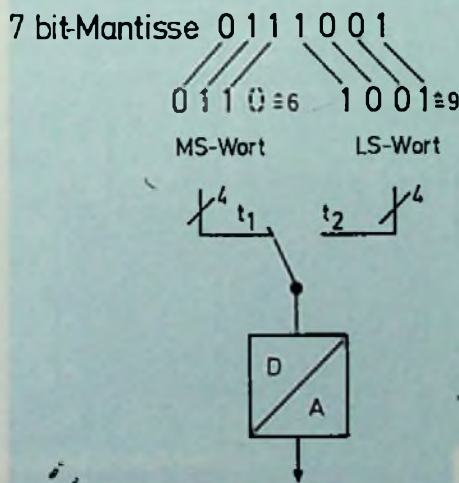 7 bit-Mantisse 0 1 1 1 0 0 1
0 1 1 0 ≙6 1 0 0 1 ≙9
MS-Wort LS-Wort
4 t1 t2 4
D
A